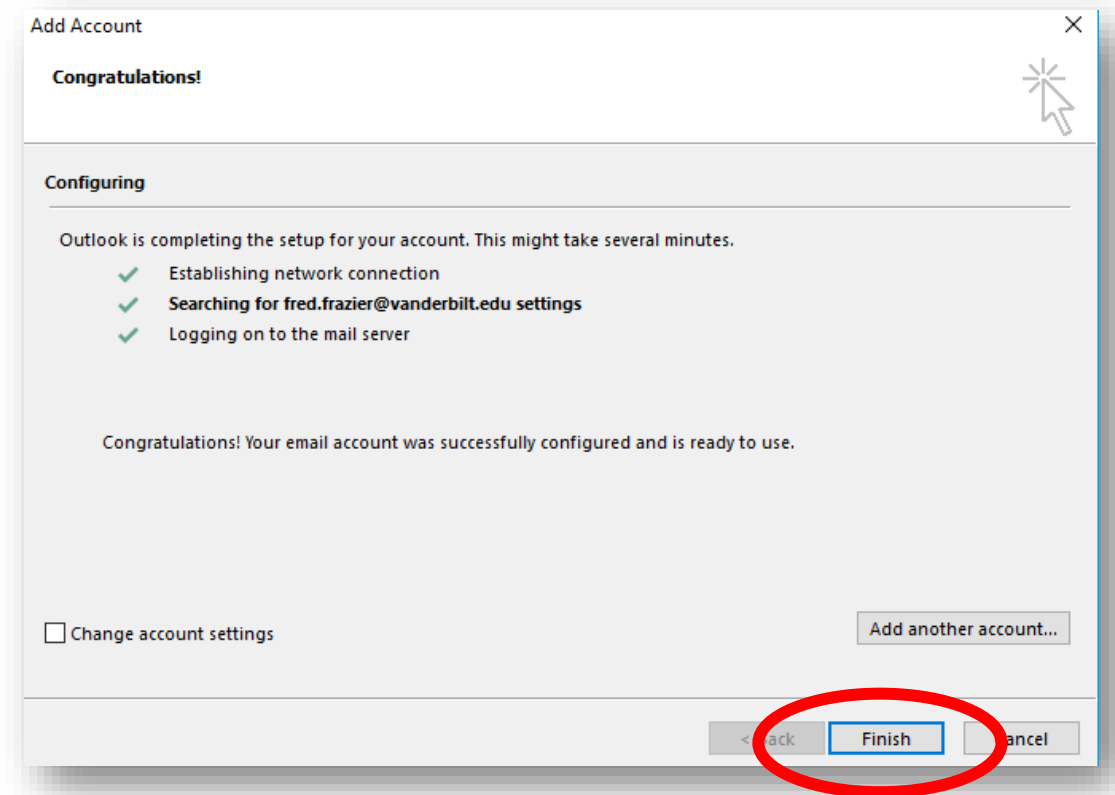 Add Account
Congratulations!
Configuring
Outlook is completing the setup for your account. This might take several minutes.
Establishing network connection
Searching for fred.frazier@vanderbilt.edu settings
Logging on to the mail server
Congratulations! Your email account was successfully configured and is ready to use.
Change account settings
Add another account...
< Back Finish Cancel